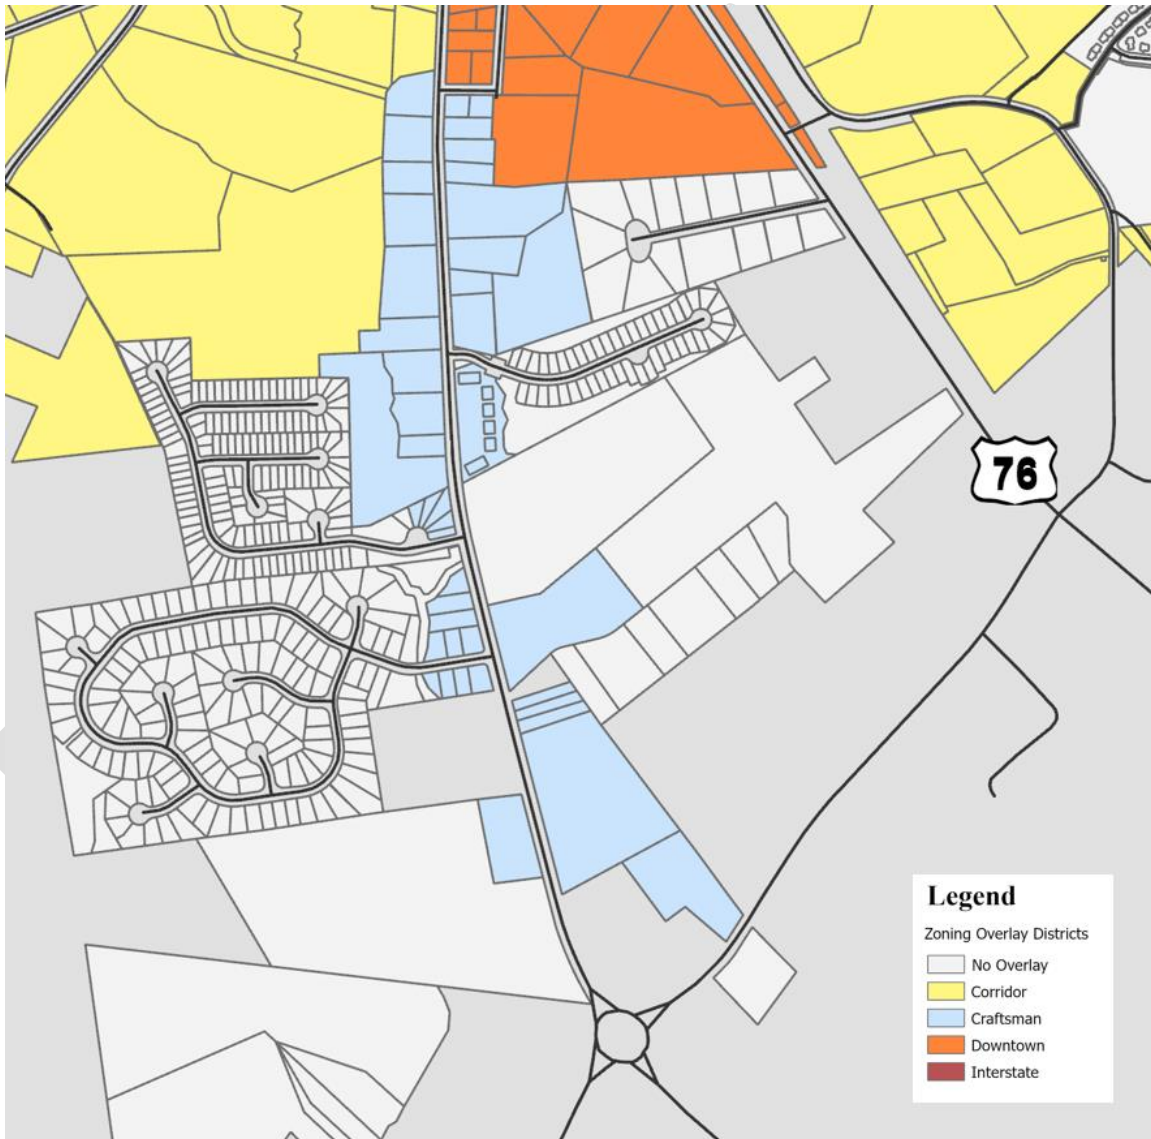 76
Legend
Zoning Overlay Districts
No Overlay
Corridor
Craftsman
Downtown
Interstate